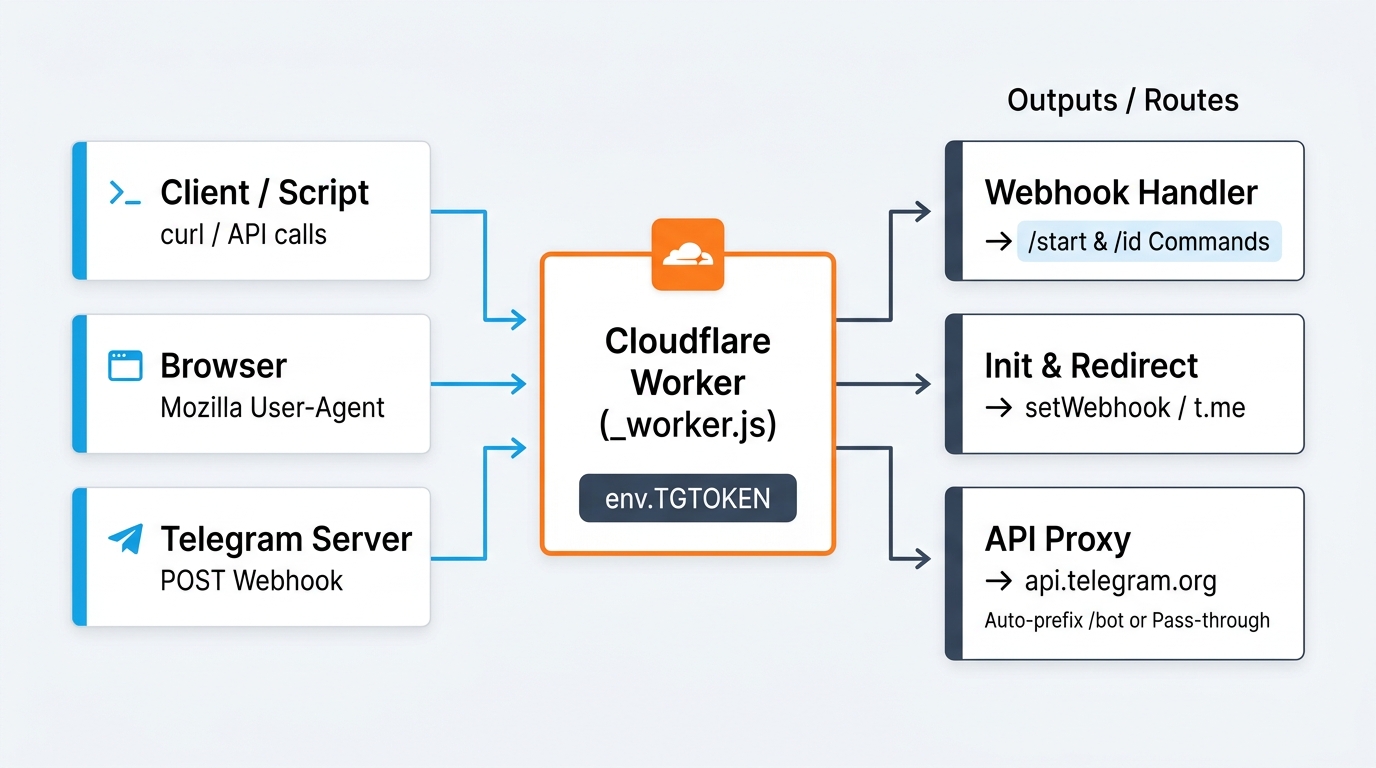 Client / Script
curl / API calls
Browser
Mozilla User-Agent
Telegram Server
POST Webhook
Cloudflare
Worker
(_worker.js)
env.TGTOKEN
Outputs / Routes
Webhook Handler
→ /start & /id Commands
Init & Redirect
→ setWebhook / t.me
API Proxy
→ api.telegram.org
Auto-prefix /bot or Pass-through